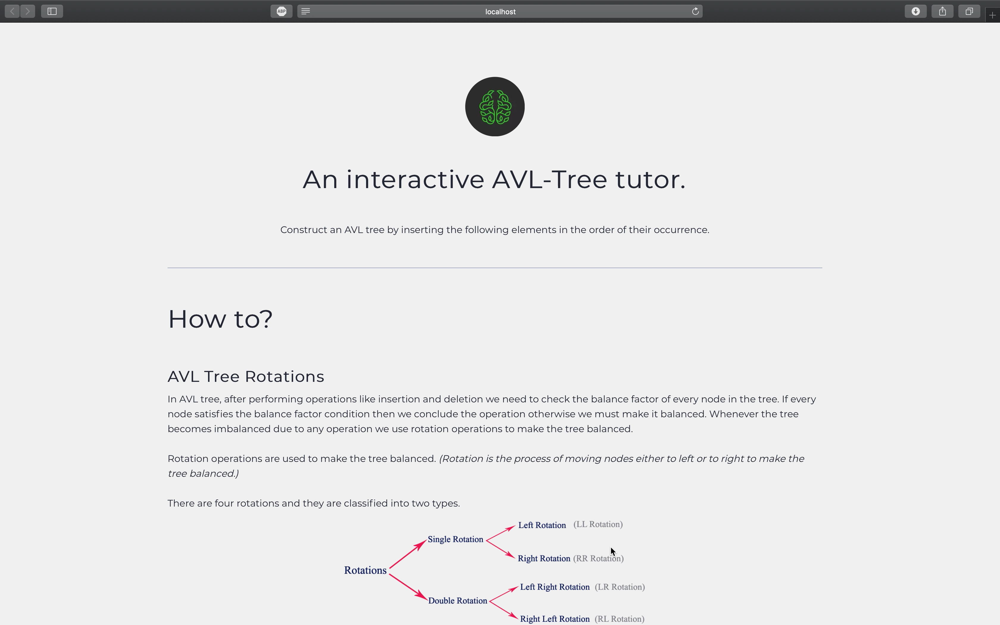 ABP
localhost
An interactive AVL-Tree tutor.
Construct an AVL tree by inserting the following elements in the order of their occurrence.
How to?
AVL Tree Rotations
In AVL tree, after performing operations like insertion and deletion we need to check the balance factor of every node in the tree. If every
node satisfies the balance factor condition then we conclude the operation otherwise we must make it balanced. Whenever the tree
becomes imbalanced due to any operation we use rotation operations to make the tree balanced.
Rotation operations are used to make the tree balanced. (Rotation is the process of moving nodes either to left or to right to make the
tree balanced.)
There are four rotations and they are classified into two types.
Left Rotation (LL Rotation)
Single Rotation
Right Rotation (RR Rotation)
Rotations
Left Right Rotation (LR Rotation)
Double Rotation
Right Left Rotation (RL Rotation)